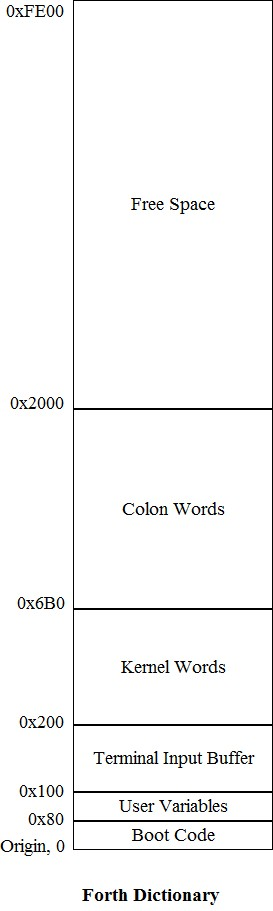 0xFE00
Free Space
0x2000
Colon Words
0x6B0
Kernel Words
0x200
Terminal Input Buffer
0x100
User Variables
0x80
Boot Code
Origin, 0
Forth Dictionary